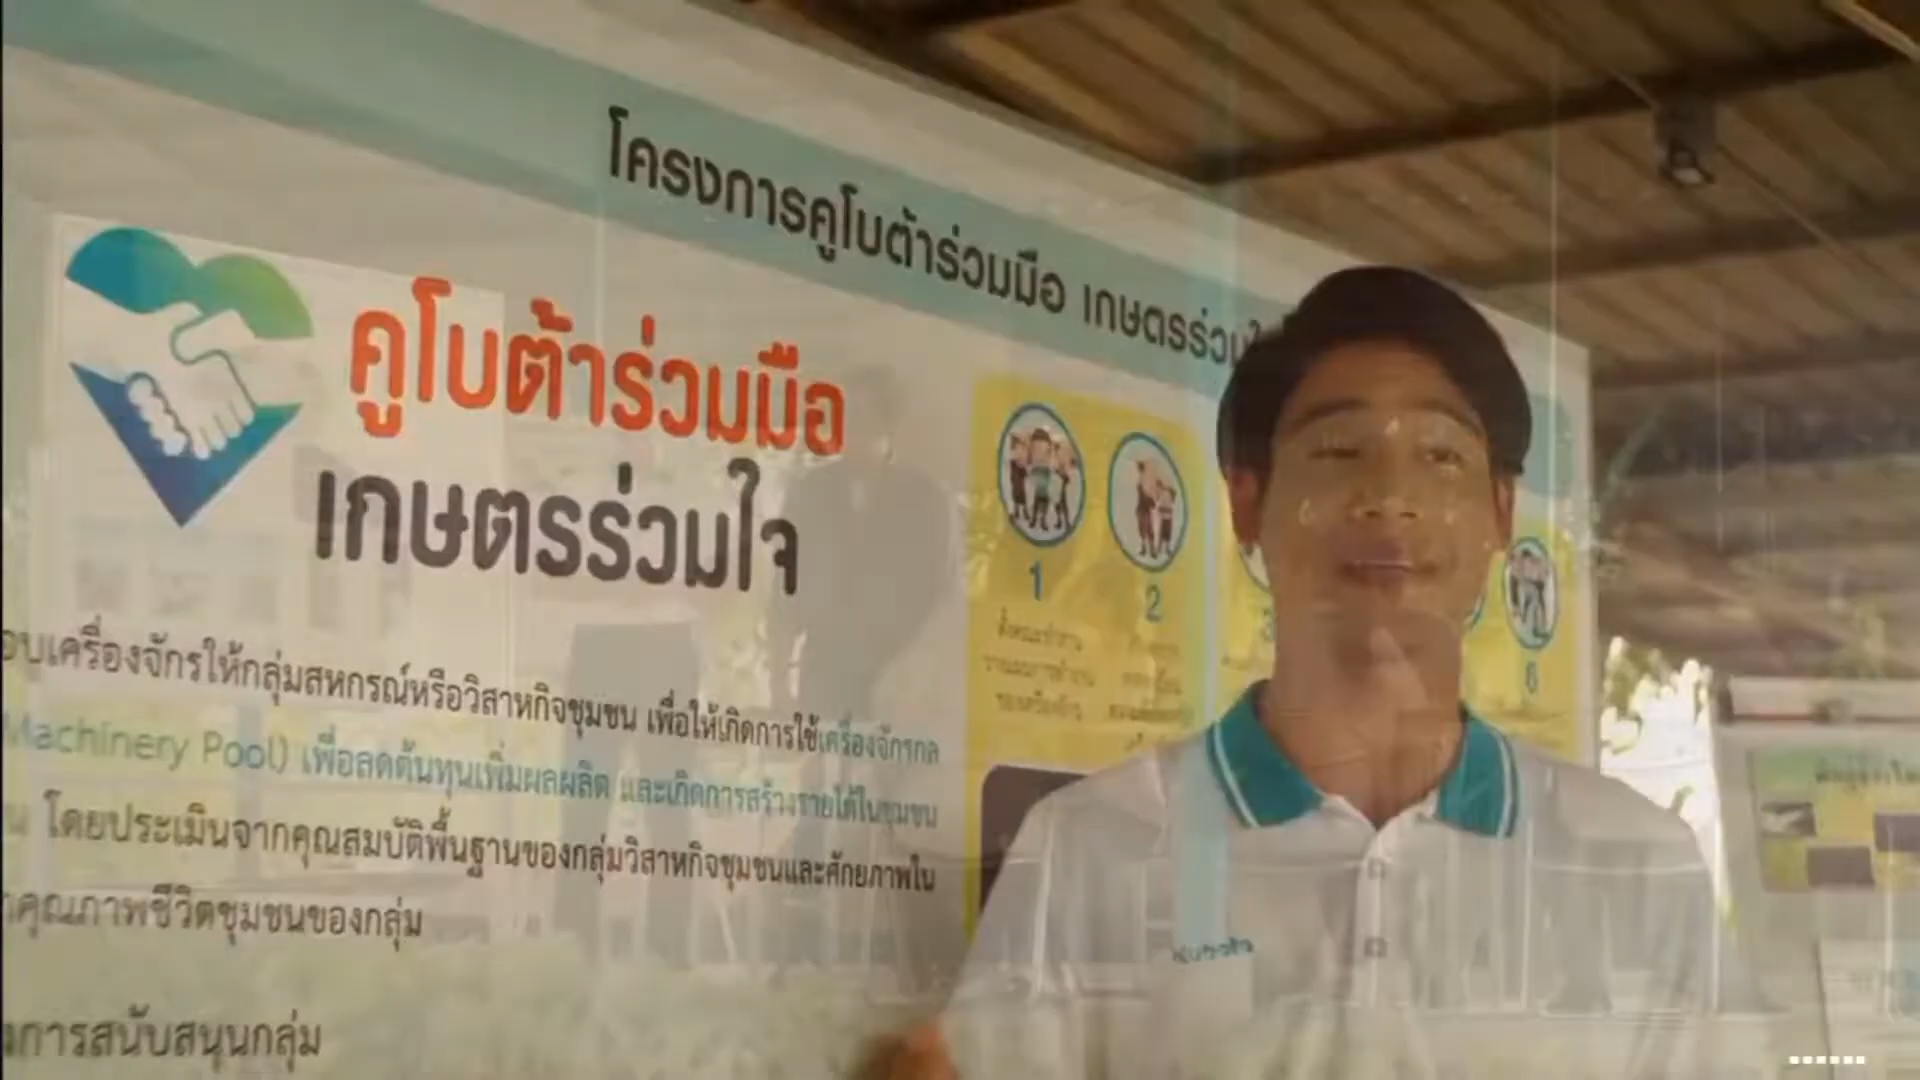 โครงการคูโบต้าร่วมมือ เกษตรร่วมใ
คูโบต้าร่วมมือ
เกษตรร่วมใจ
อบเครื่องจักรให้กลุ่มสหกรณ์หรือวิสาหกิจชุมชน เพื่อให้เกิดการใช้เครื่องจักรกล
Machinery Pool) เพื่อลดต้นทุนเพิ่มผลผลิต และเกิดการสร้างรายได้ในชุมชน
น โดยประเมินจากคุณสมบัติพื้นฐานของกลุ่มวิสาหกิจชุมชนและศักยภาพใน
คุณภาพชีวิตชุมชนของกลุ่ม
การสนับสนุนกลุ่ม
1
2
3
6
Kubota